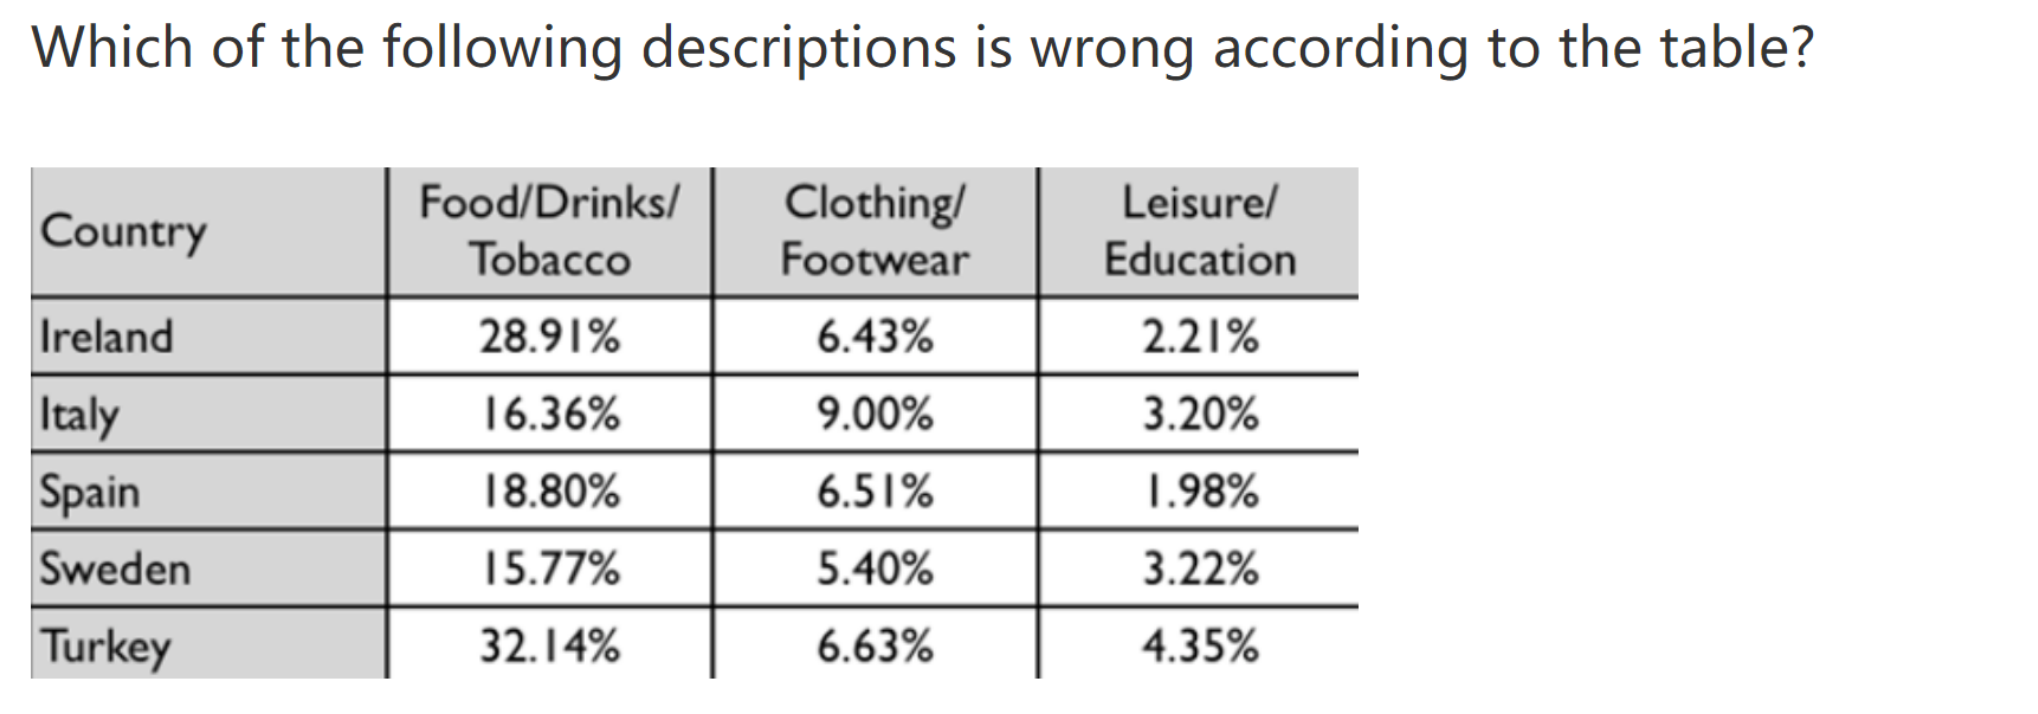 Which of the following descriptions is wrong according to the table?
Country Food/Drinks/ Tobacco Clothing/ Footwear Leisure/ Education
Ireland 28.91% 6.43% 2.21%
Italy 16.36% 9.00% 3.20%
Spain 18.80% 6.51% 1.98%
Sweden 15.77% 5.40% 3.22%
Turkey 32.14% 6.63% 4.35%